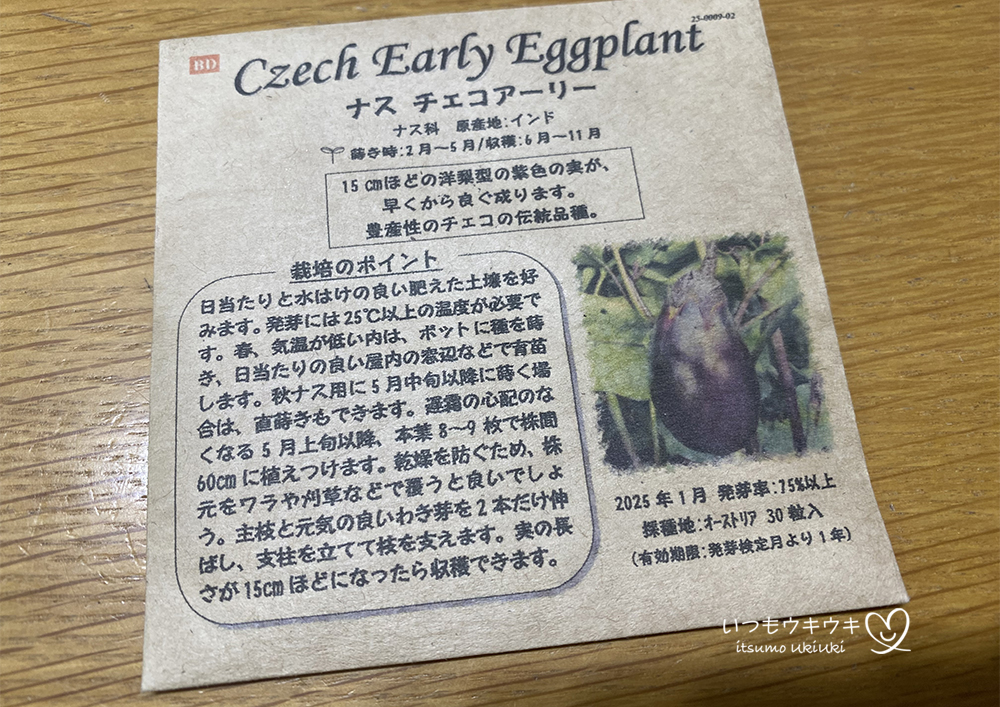 25-0009-02
BD
Czech Early Eggplant
ナス チェコアーリー
ナス科 原産地:インド
蒔き時:2月～5月/収穫:6月～11月
15 cmほどの洋梨型の紫色の実が、
早くから良く成ります。
豊産性のチェコの伝統品種。
栽培のポイント
日当たりと水はけの良い肥えた土壌を好
みます。発芽には25℃以上の温度が必要で
す。春、気温が低い内は、ポットに種を蒔
き、日当たりの良い屋内の窓辺などで育苗
します。秋ナス用に5月中旬以降に蒔く場
合は、直蒔きもできます。遅霜の心配のな
くなる5月上旬以降、本葉8～9枚で株間
60cmに植えつけます。乾燥を防ぐため、株
元をワラや刈草などで覆うと良いでしょ
う。主枝と元気の良いわき芽を2本だけ伸
ばし、支柱を立てて枝を支えます。実の長
さが15cmほどになったら収穫できます。
2025年1月 発芽率:75%以上
採種地:オーストリア 30粒入
(有効期限:発芽検定月より1年)
いつもウキウキ
itsumo ukiuki